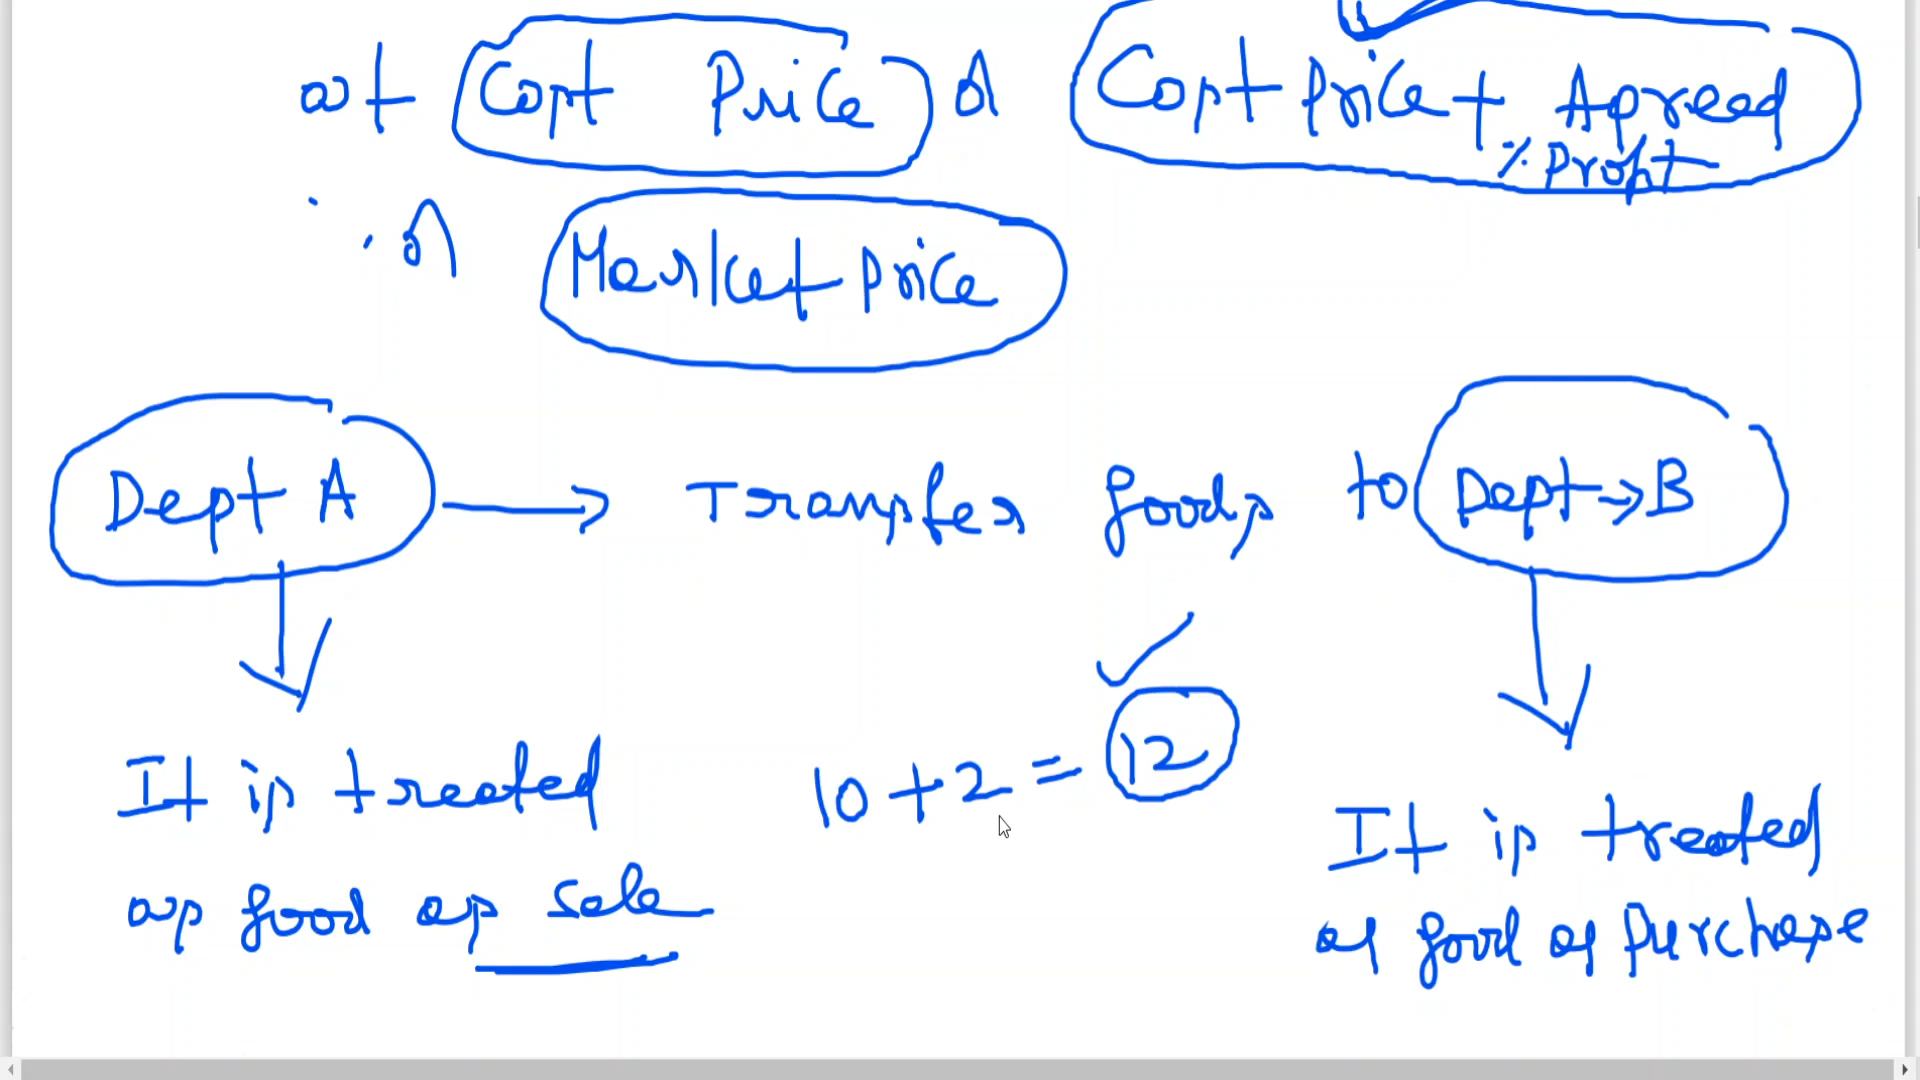 at Cost Price or Cost Price + Agreed
% Profit
or Market Price
Dept A → Transfer goods to Dept → B
10 + 2 = 12
It is treated
as good as sale
It is treated
as good as Purchase